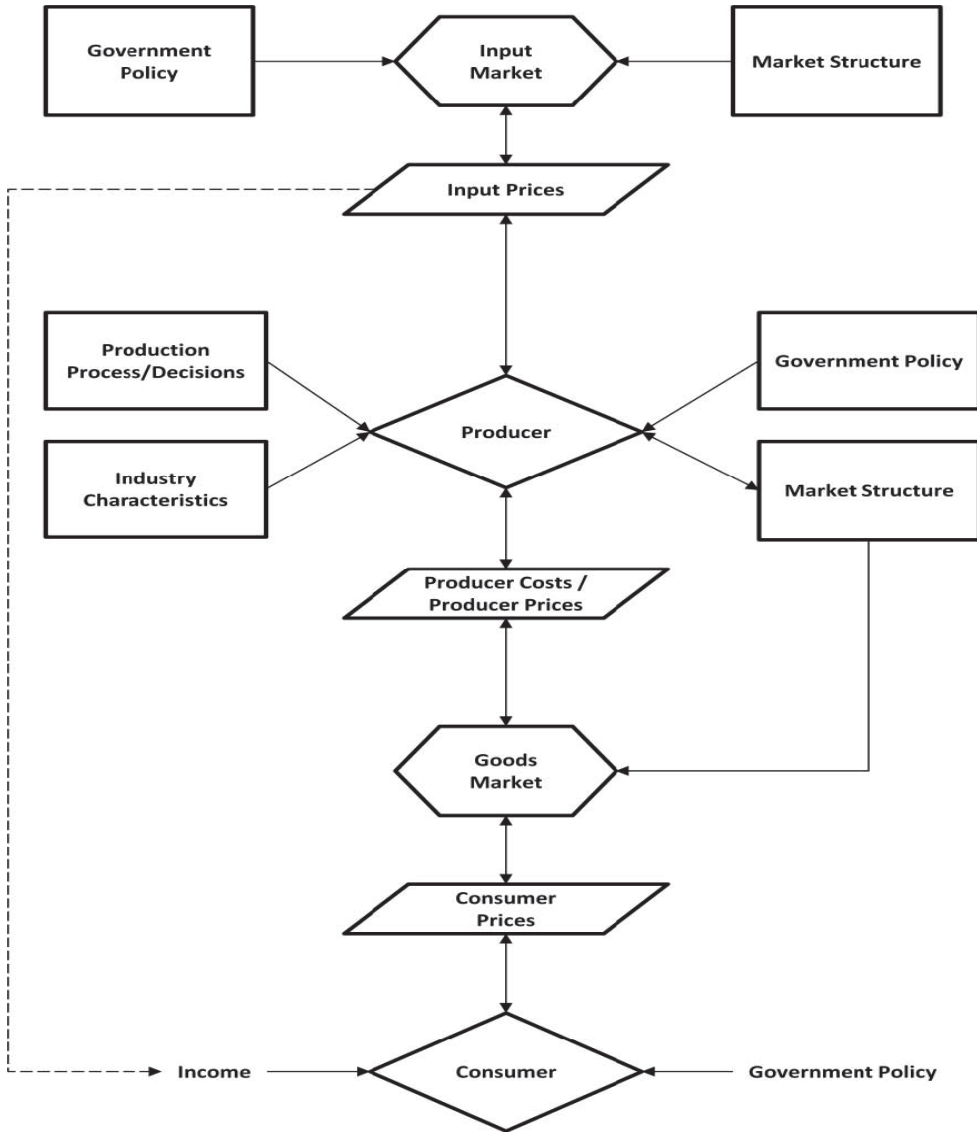 Government
Policy
Input
Market
Market Structure
Input Prices
Production
Process/Decisions
Government Policy
Producer
Industry
Characteristics
Market Structure
Producer Costs /
Producer Prices
Goods
Market
Consumer
Prices
Income
Consumer
Government Policy